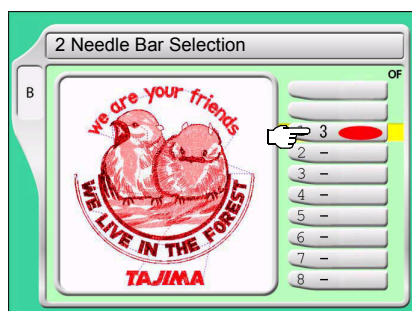 2 Needle Bar Selection
OF
B
we are your friends
WE LIVE IN THE FOREST
TAJIMA
3
2 –
3 –
4 –
5 –
6 –
7 –
8 –